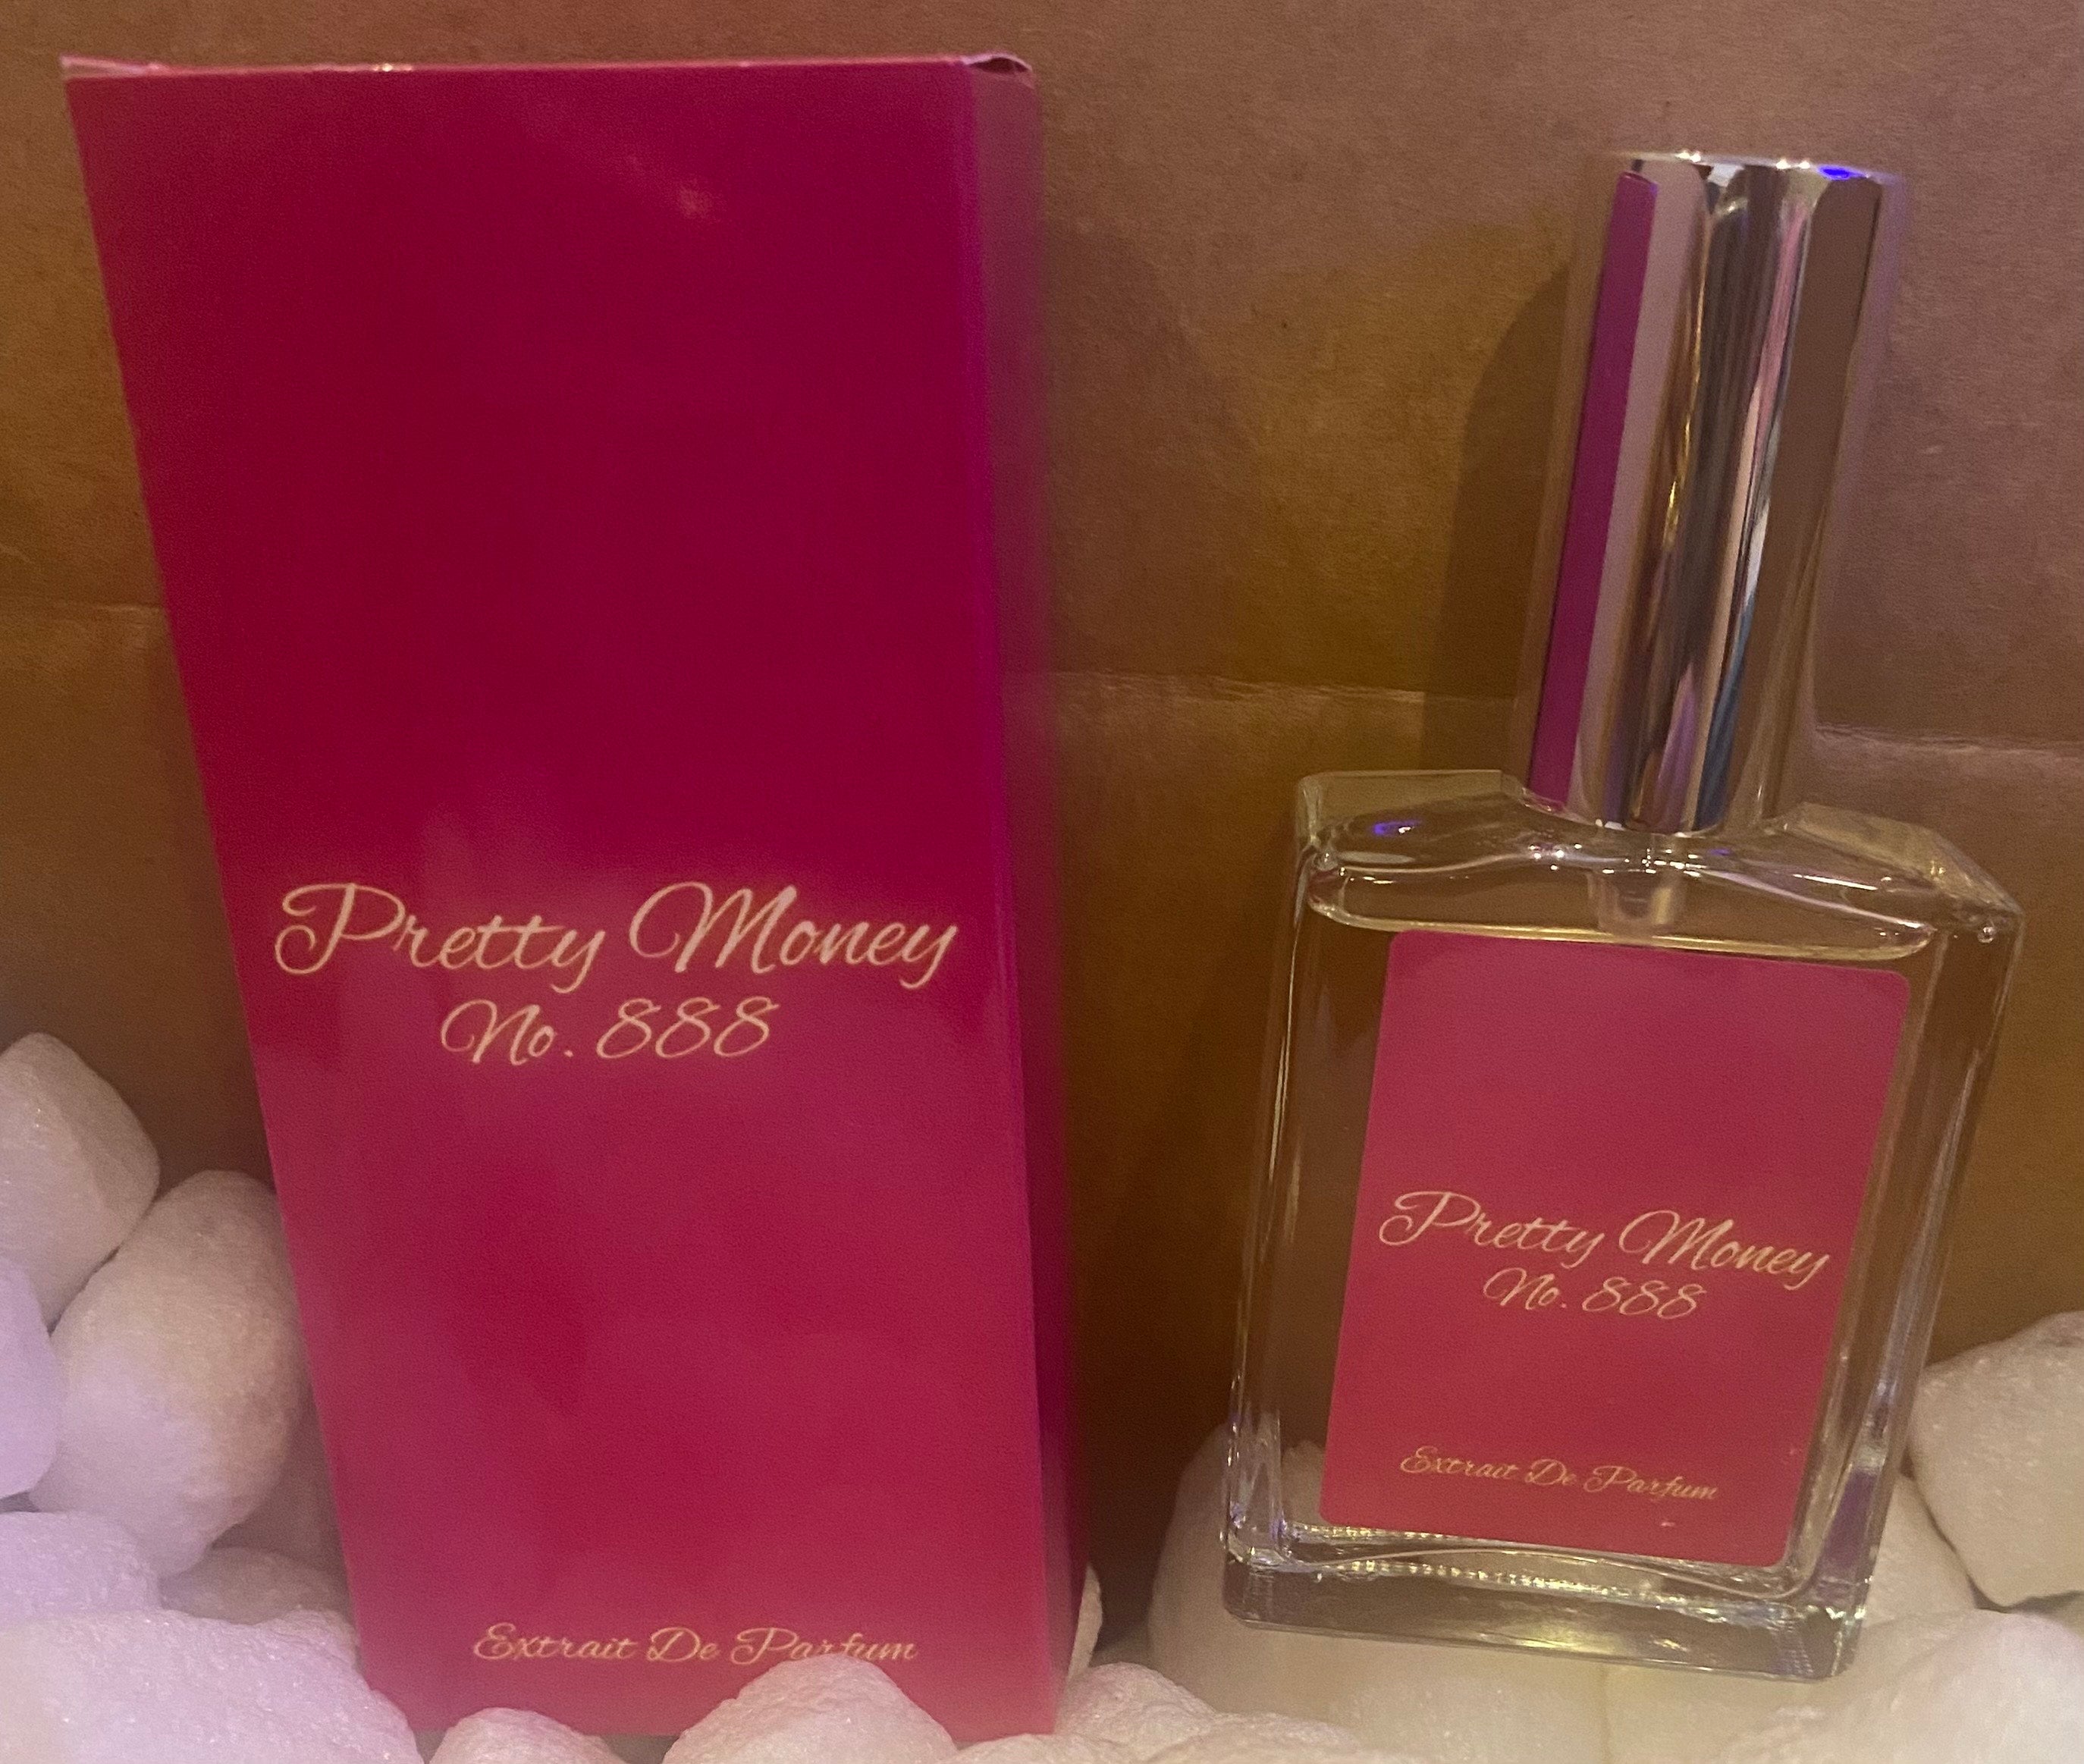 Pretty Money
No. 888
Extrait De Parfum
Pretty Money
No. 888
Extrait De Parfum